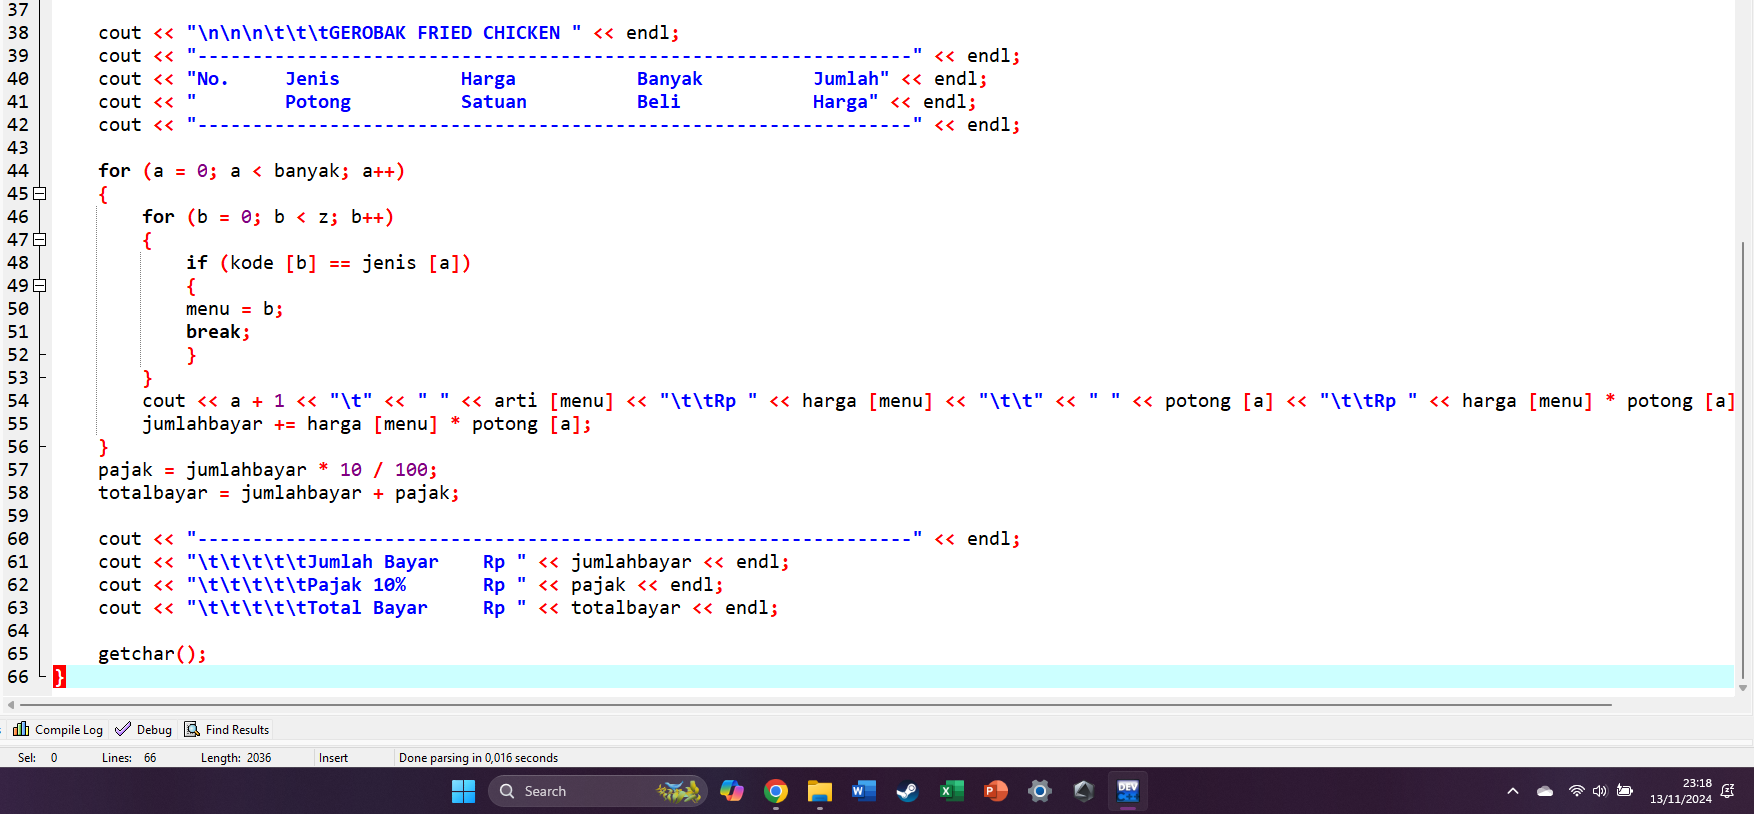 37
38 cout << "\n\n\n\t\t\tGEROBAK FRIED CHICKEN " << endl;
39 cout << "-----------------------------------------------------------------" << endl;
40 cout << "No.     Jenis           Harga           Banyak          Jumlah" << endl;
41 cout << "        Potong          Satuan          Beli            Harga" << endl;
42 cout << "-----------------------------------------------------------------" << endl;
43
44 for (a = 0; a < banyak; a++)
45 {
46 for (b = 0; b < z; b++)
47 {
48 if (kode [b] == jenis [a])
49 {
50 menu = b;
51 break;
52 }
53 }
54 cout << a + 1 << "\t" << " " << arti [menu] << "\t\tRp " << harga [menu] << "\t\t" << " " << potong [a] << "\t\tRp " << harga [menu] * potong [a]
55 jumlahbayar += harga [menu] * potong [a];
56 }
57 pajak = jumlahbayar * 10 / 100;
58 totalbayar = jumlahbayar + pajak;
59
60 cout << "-----------------------------------------------------------------" << endl;
61 cout << "\t\t\t\t\tJumlah Bayar    Rp " << jumlahbayar << endl;
62 cout << "\t\t\t\t\tPajak 10%       Rp " << pajak << endl;
63 cout << "\t\t\t\t\tTotal Bayar     Rp " << totalbayar << endl;
64
65 getchar();
66 }
Compile Log Debug Find Results
Sel: 0 Lines: 66 Length: 2036 Insert Done parsing in 0,016 seconds
Search DEV 23:18
13/11/2024